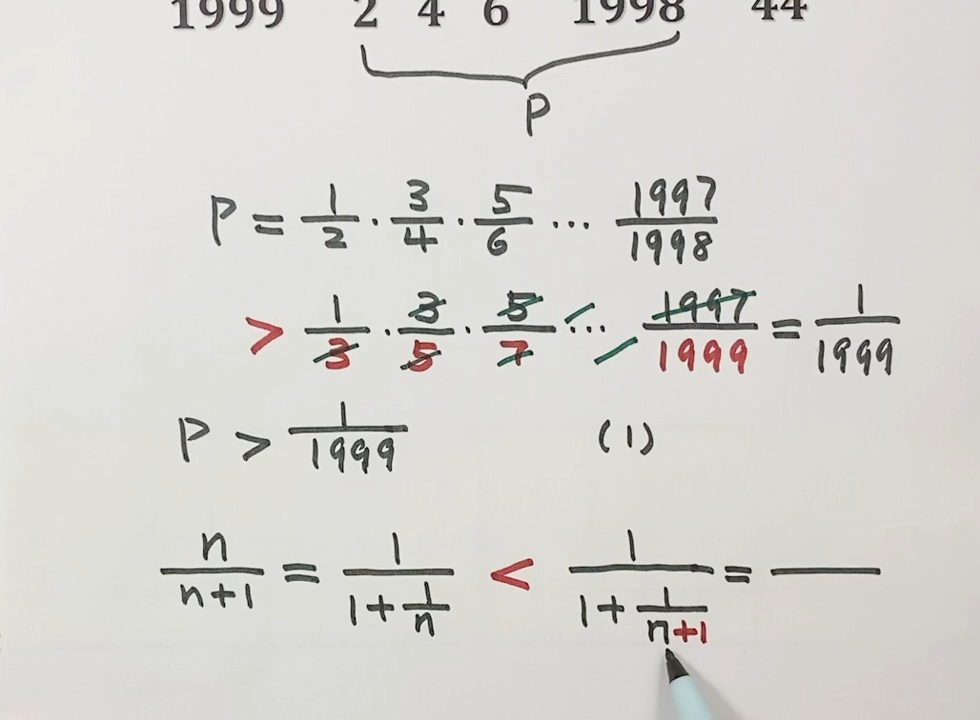 1999 2 4 6 1998 44
P
P = 1/2 · 3/4 · 5/6 ... 1997/1998
> 1/3 · 3/5 · 5/7 ... 1997/1999 = 1/1999
P > 1/1999 (1)
n/(n+1) = 1/(1+1/n) < 1/(1+1/(n+1)) =